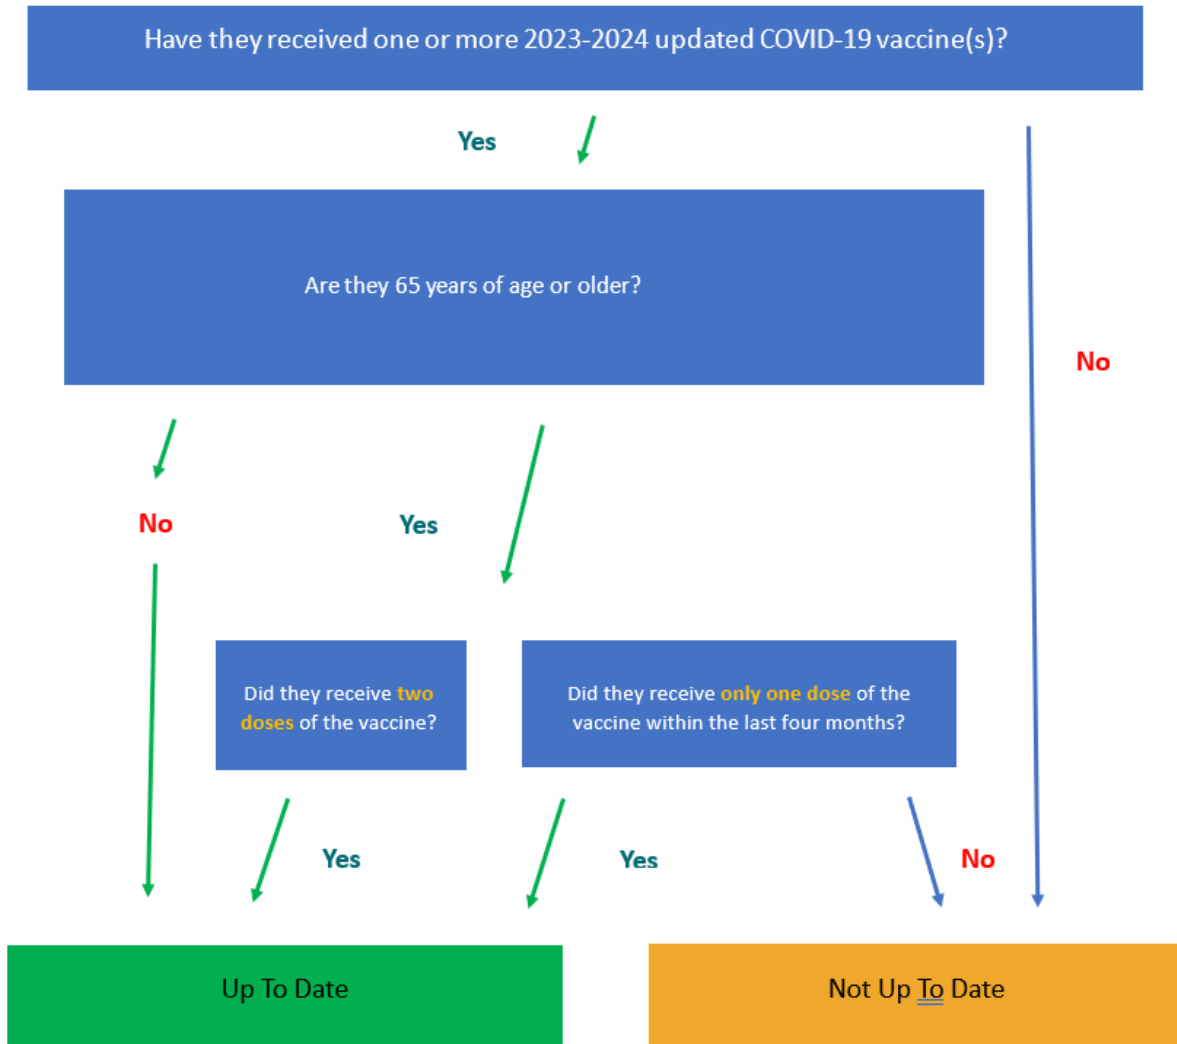 Have they received one or more 2023-2024 updated COVID-19 vaccine(s)?
Yes
Are they 65 years of age or older?
No
No
Yes
Did they receive two
doses of the vaccine?
Did they receive only one dose of the
vaccine within the last four months?
Yes
Yes
No
Up To Date
Not Up To Date